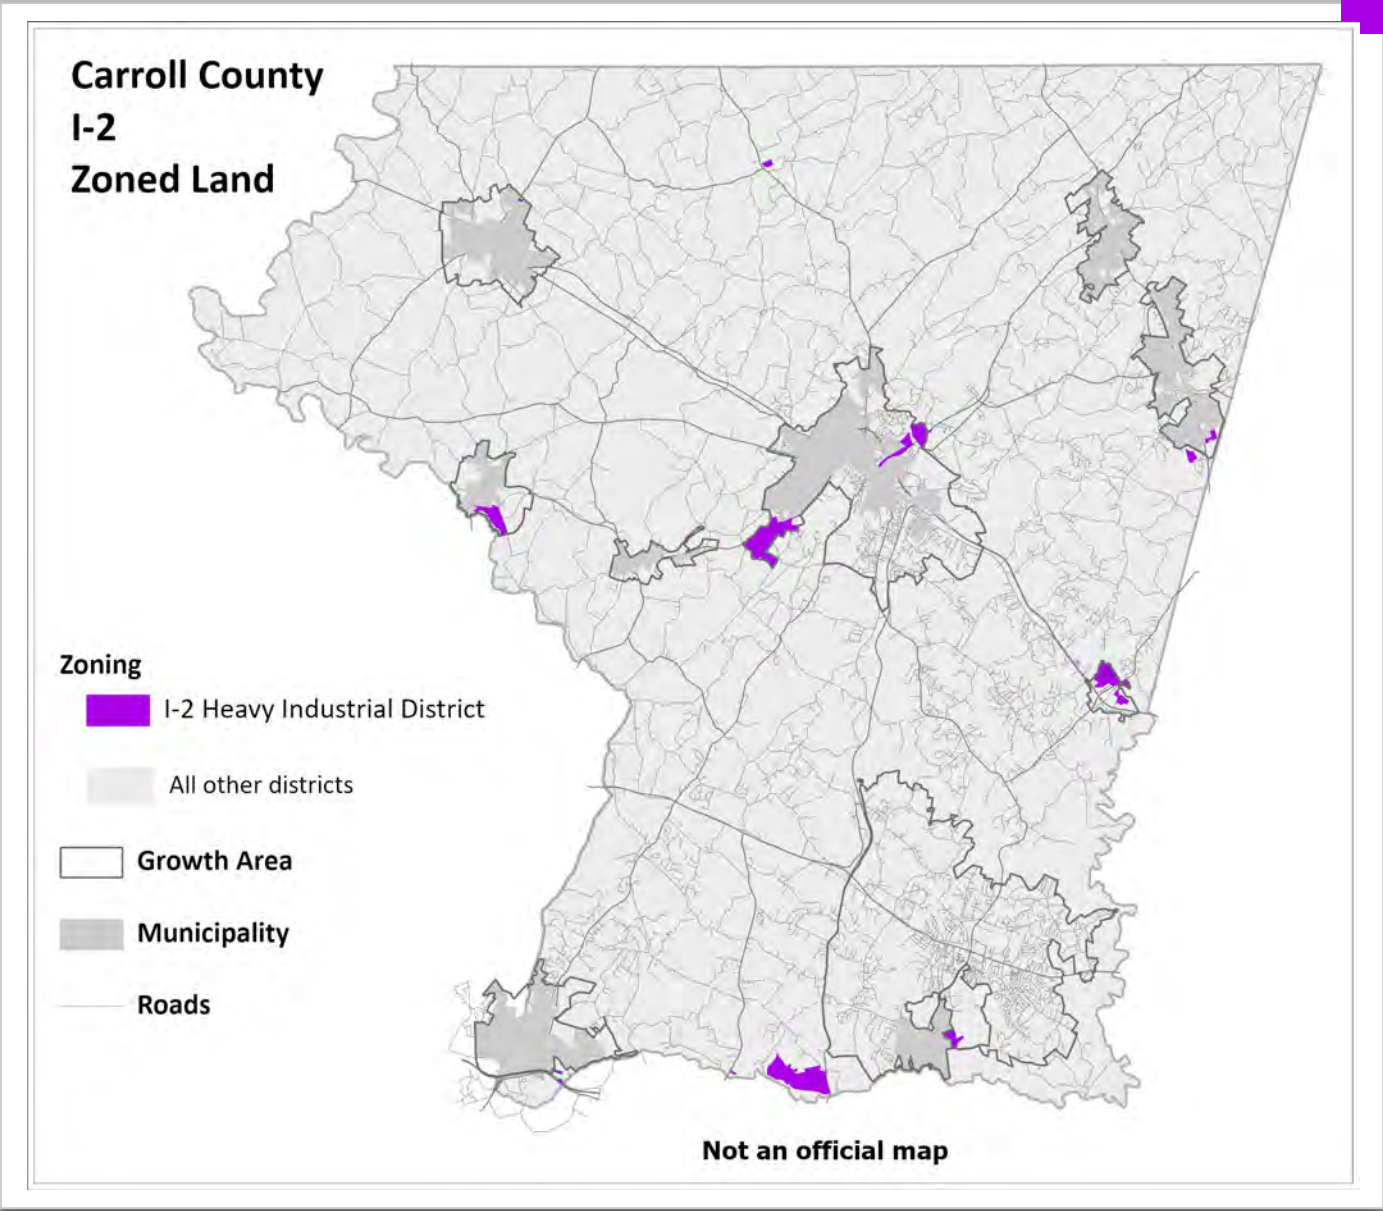 Carroll County
I-2
Zoned Land
Zoning
I-2 Heavy Industrial District
All other districts
Growth Area
Municipality
Roads
Not an official map